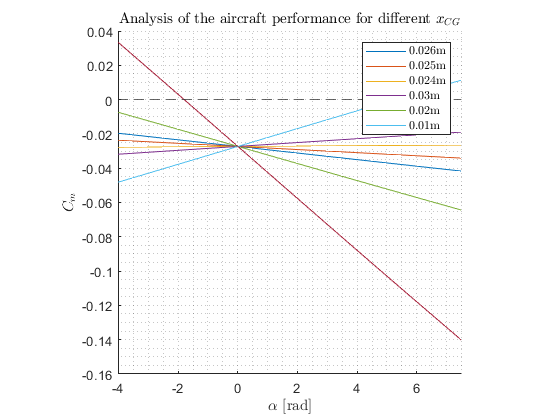 Analysis of the aircraft performance for different x_CG
0.04
0.02
0
-0.02
-0.04
-0.06
-0.08
-0.1
-0.12
-0.14
-0.16
C_m
0.026m
0.025m
0.024m
0.03m
0.02m
0.01m
-4
-2
0
2
4
6
α [rad]